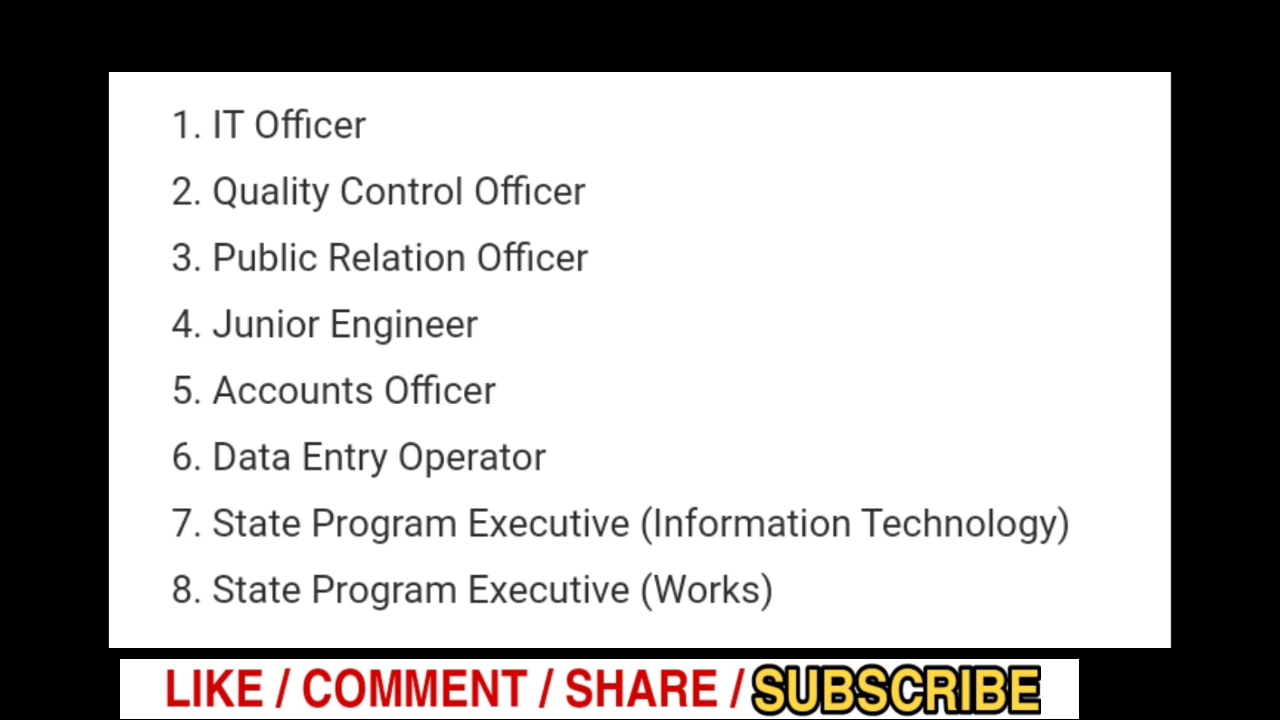 1. IT Officer
2. Quality Control Officer
3. Public Relation Officer
4. Junior Engineer
5. Accounts Officer
6. Data Entry Operator
7. State Program Executive (Information Technology)
8. State Program Executive (Works)
LIKE / COMMENT / SHARE / SUBSCRIBE